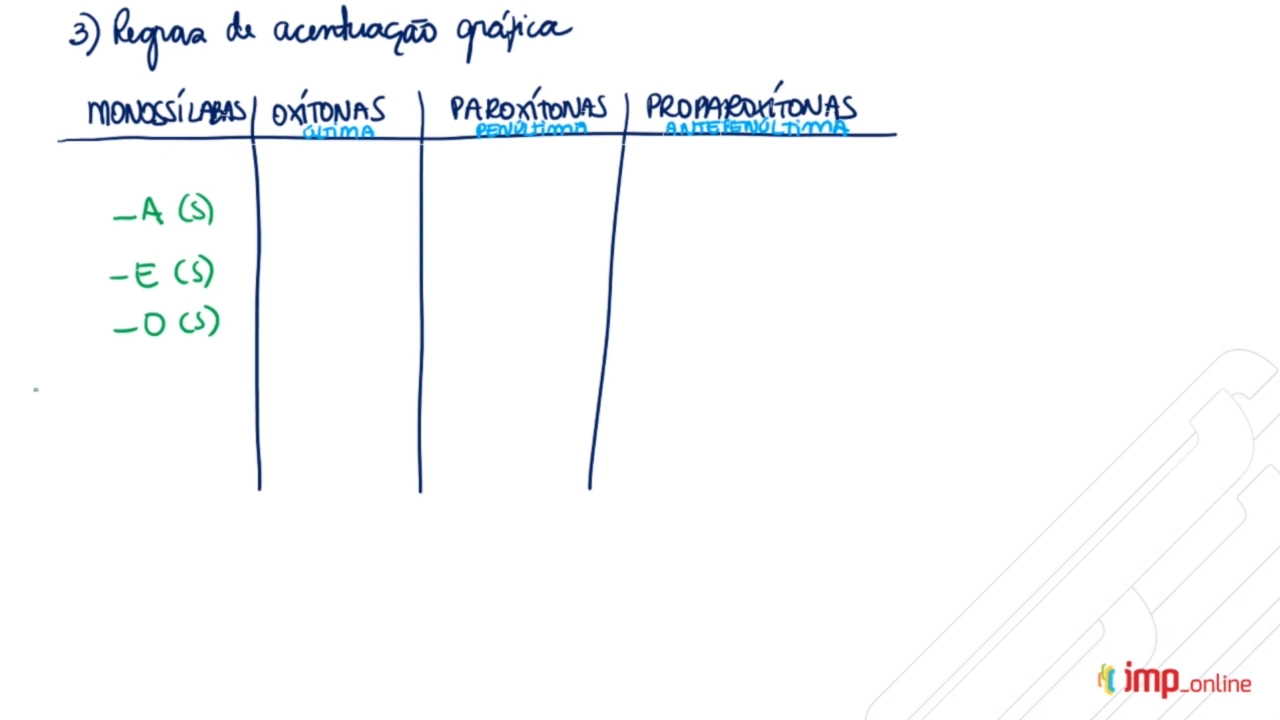 3) Regras de acentuação gráfica
MONOSSÍLABAS OXÍTONAS PAROXÍTONAS PROPAROXÍTONAS
ÚLTIMA PENÚLTIMA ANTEPENÚLTIMA
-A (S)
-E (S)
-O (S)
imp_online